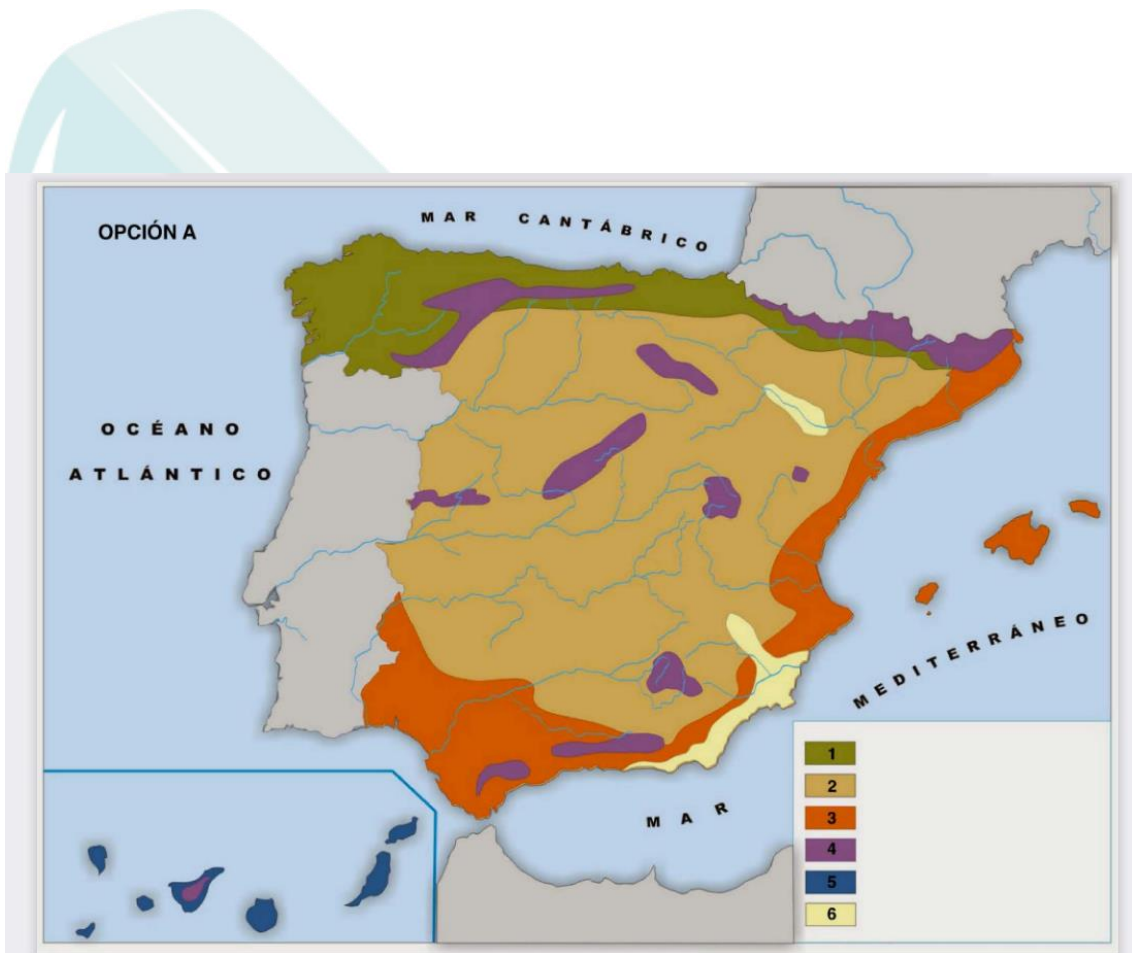 OPCIÓN A
MAR CANTÁBRICO
OCÉANO
ATLÁNTICO
MAR MEDITERRÁNEO
1
2
3
4
5
6